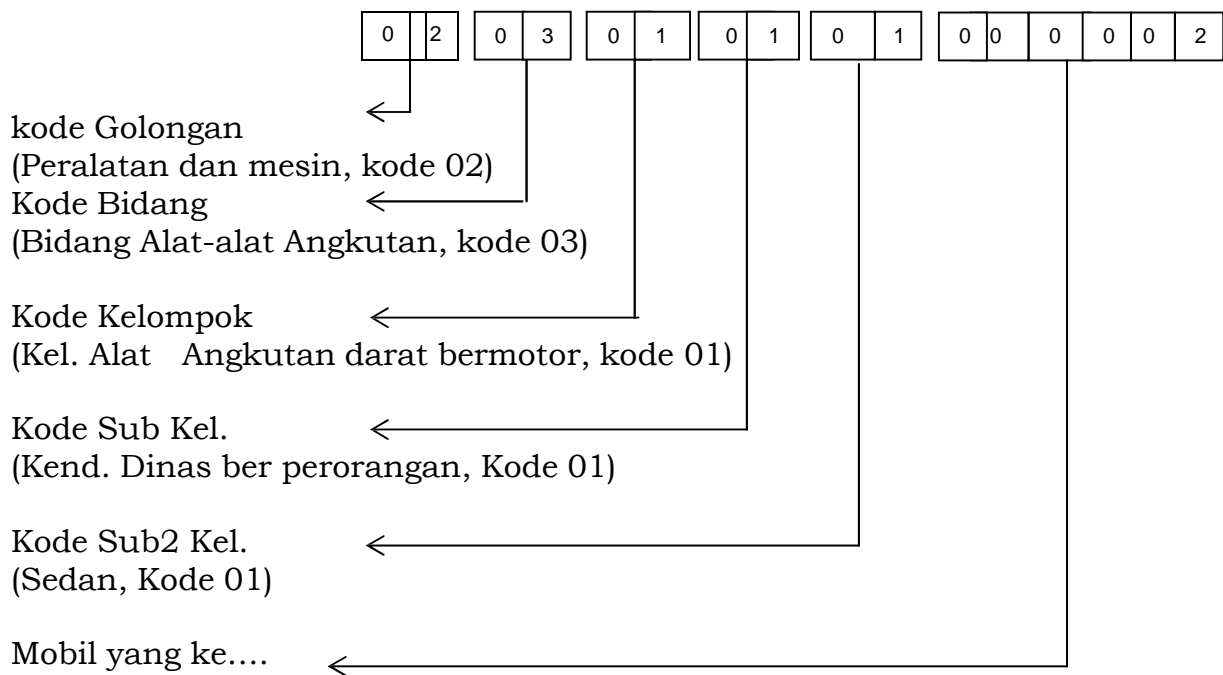 0 2 0 3 0 1 0 1 0 1 0 0 0 0 0 2
kode Golongan
(Peralatan dan mesin, kode 02)
Kode Bidang
(Bidang Alat-alat Angkutan, kode 03)
Kode Kelompok
(Kel. Alat Angkutan darat bermotor, kode 01)
Kode Sub Kel.
(Kend. Dinas ber perorangan, Kode 01)
Kode Sub2 Kel.
(Sedan, Kode 01)
Mobil yang ke....